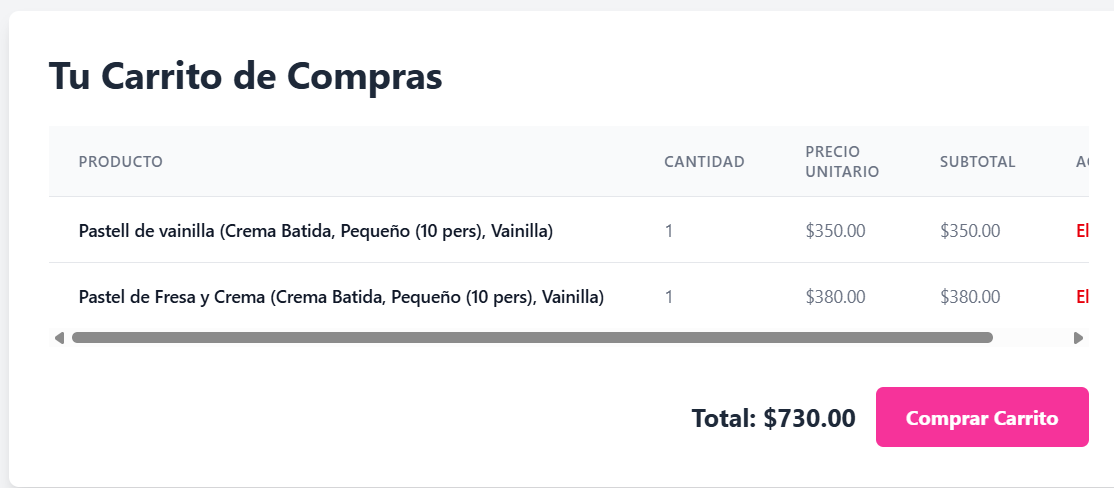 Tu Carrito de Compras
PRODUCTO CANTIDAD PRECIO UNITARIO SUBTOTAL
Pastell de vainilla (Crema Batida, Pequeño (10 pers), Vainilla) 1 $350.00 $350.00 El
Pastel de Fresa y Crema (Crema Batida, Pequeño (10 pers), Vainilla) 1 $380.00 $380.00 El
Total: $730.00 Comprar Carrito